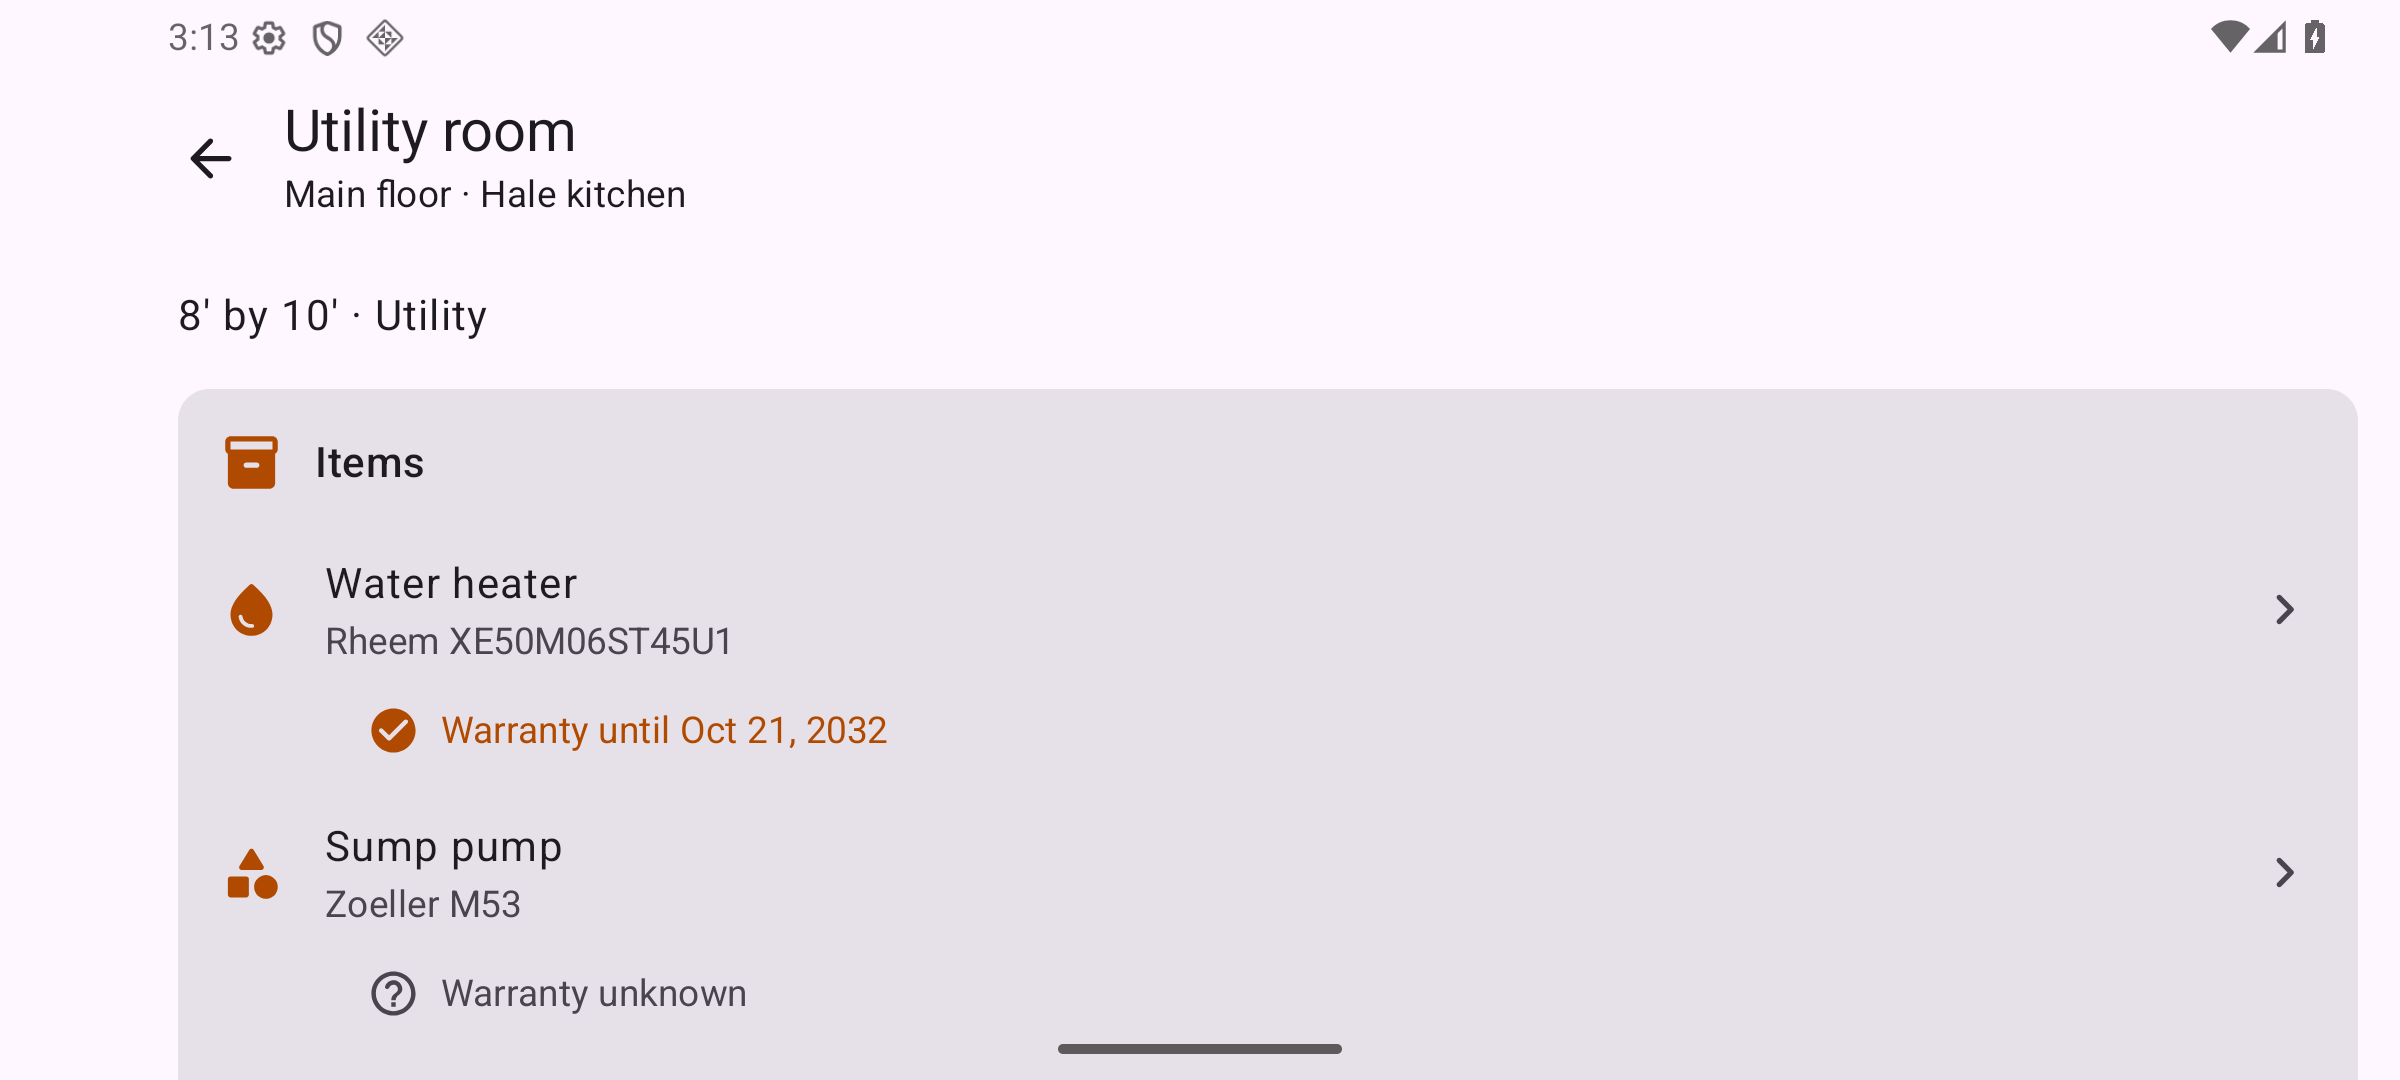 3:13
Utility room
Main floor · Hale kitchen
8' by 10' · Utility
Items
Water heater
Rheem XE50M06ST45U1
Warranty until Oct 21, 2032
Sump pump
Zoeller M53
Warranty unknown